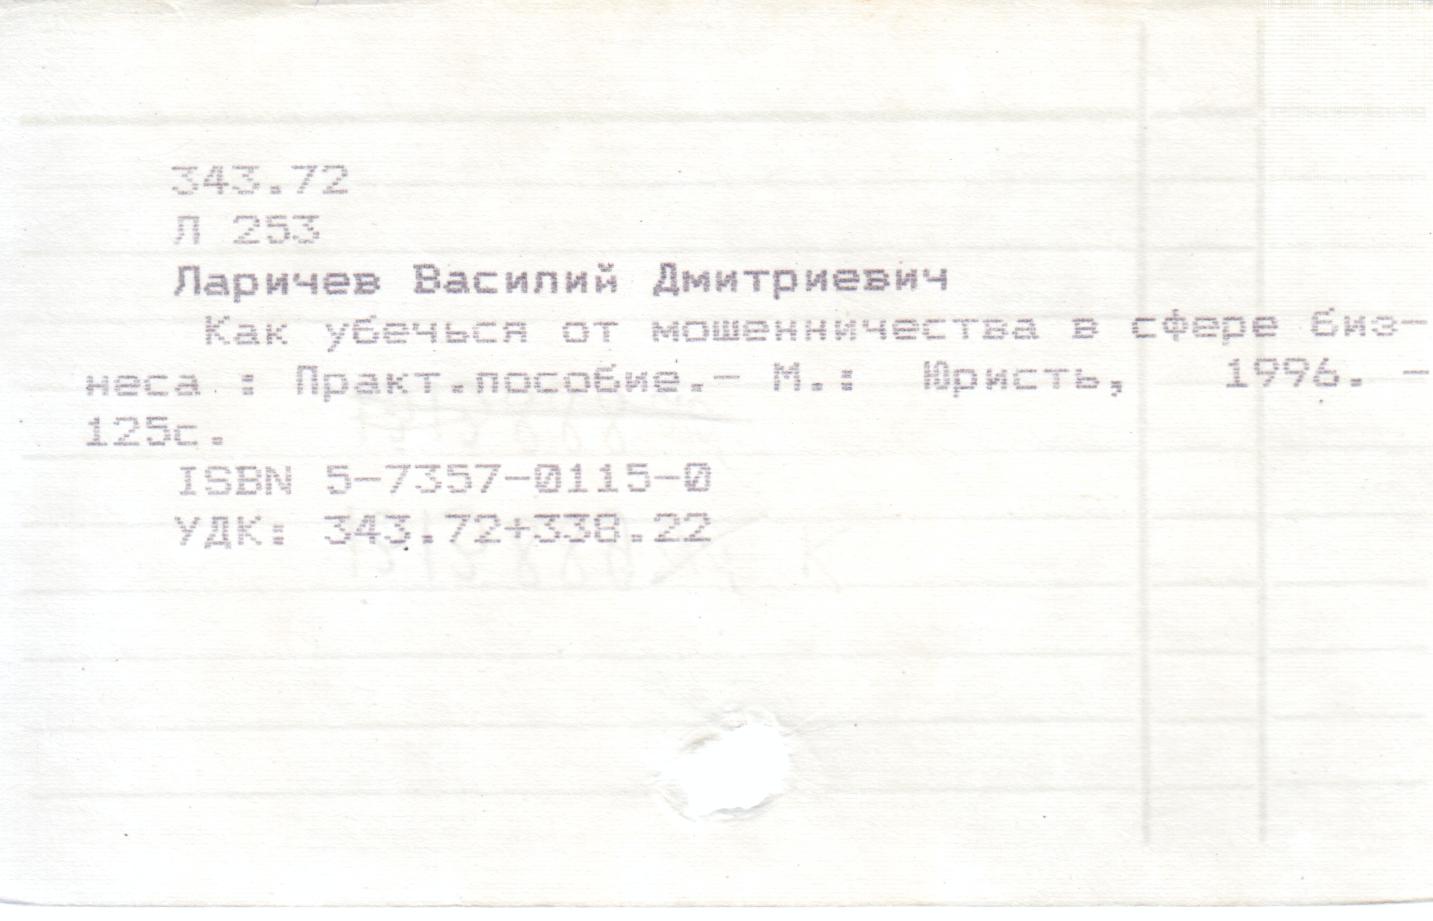 343.72
Л 253
Ларичев Василий Дмитриевич
Как убечься от мошенничества в сфере биз-
неса : Практ.пособие.- М.: Юристь, 1996. -
125с.
ISBN 5-7357-0115-0
УДК: 343.72+338.22